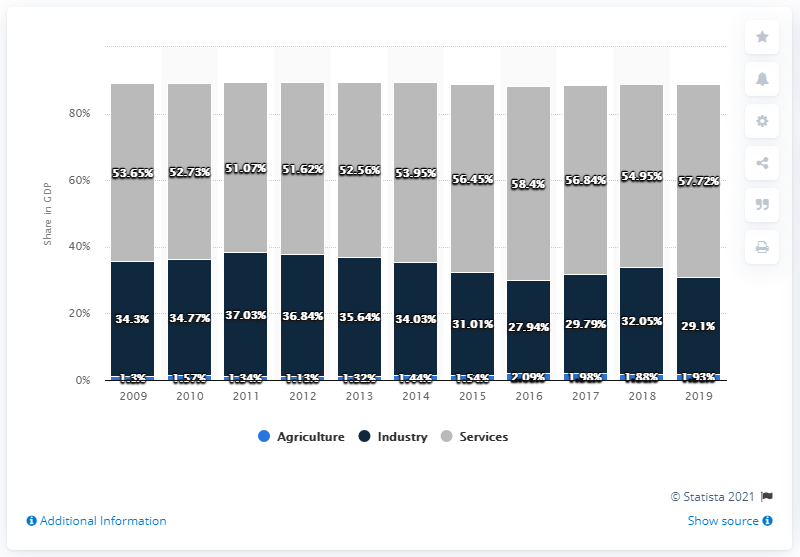 Share in GDP
80%
60%
40%
20%
0%
53.65% 52.73% 51.07% 51.62% 52.56% 53.95% 56.45% 58.4% 56.84% 54.95% 57.72%
34.3% 34.77% 37.03% 36.84% 35.64% 34.03% 31.01% 27.94% 29.79% 32.05% 29.1%
1.3% 1.57% 1.34% 1.13% 1.32% 1.44% 1.54% 2.09% 1.98% 1.88% 1.93%
2009 2010 2011 2012 2013 2014 2015 2016 2017 2018 2019
Agriculture Industry Services
© Statista 2021
Additional Information Show source